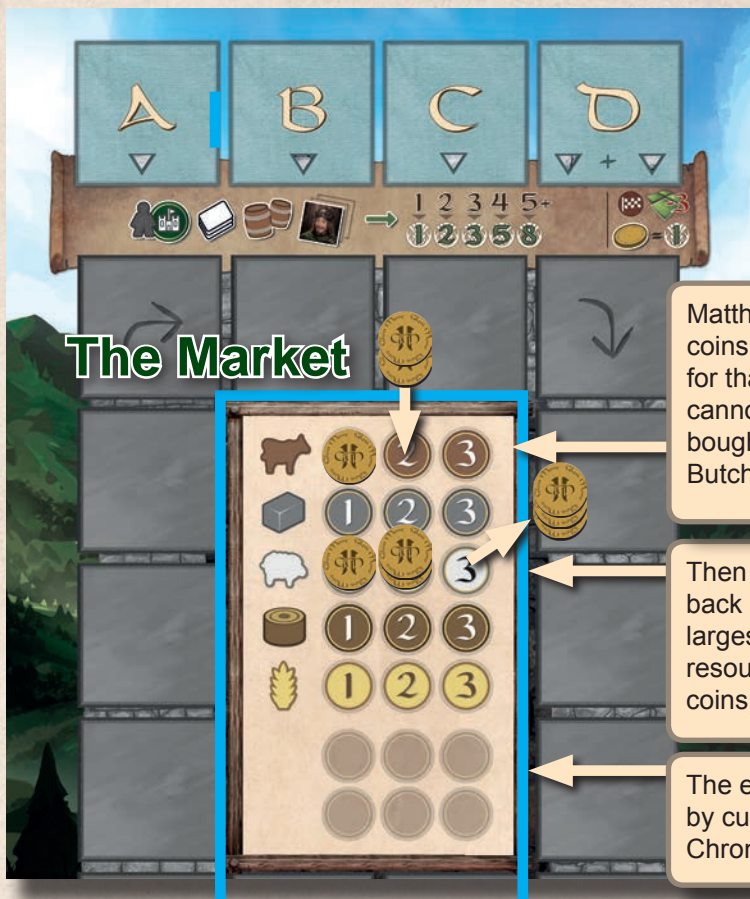 A B C D
+
1 2 3 4 5+
-3
1 2 3 5 8
= 1
The Market
Matth
coins
for tha
canno
bough
Butch
2 3
1 2 3
3
1 2 3
1 2 3
Then
back
larges
resou
coins
The e
by cu
Chron